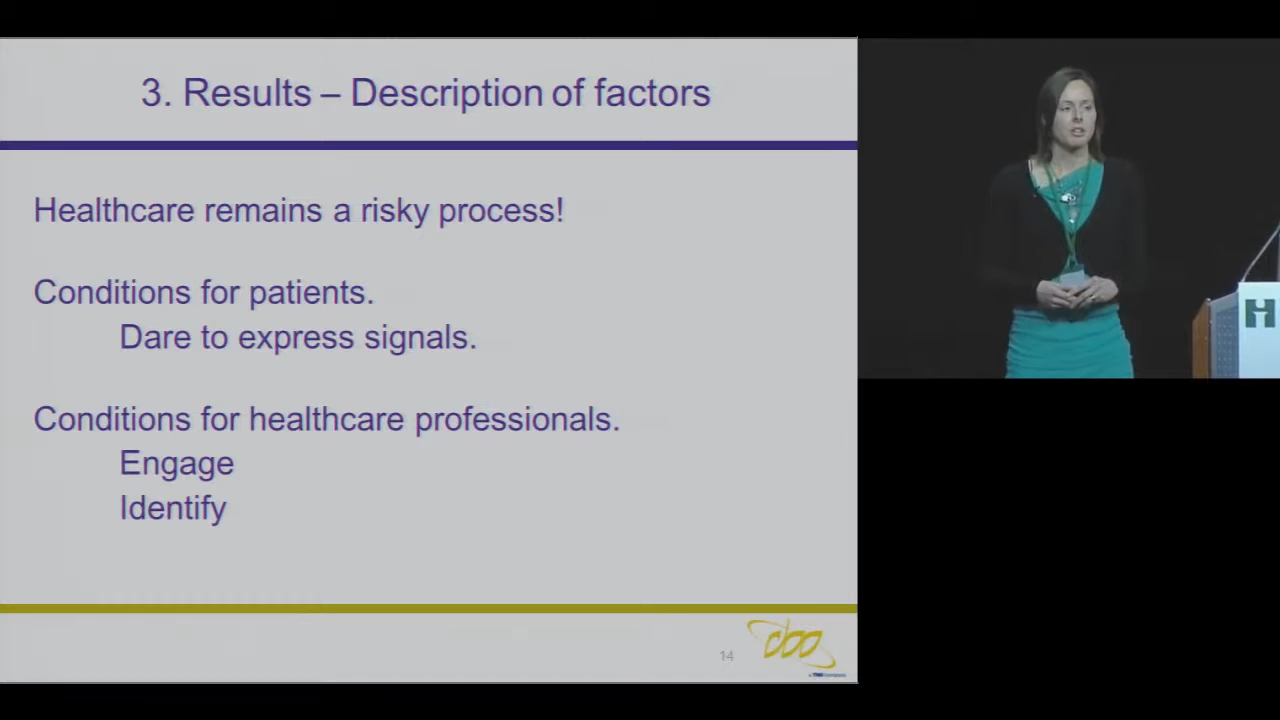 3. Results – Description of factors
Healthcare remains a risky process!
Conditions for patients.
Dare to express signals.
Conditions for healthcare professionals.
Engage
Identify
14
cbo
H